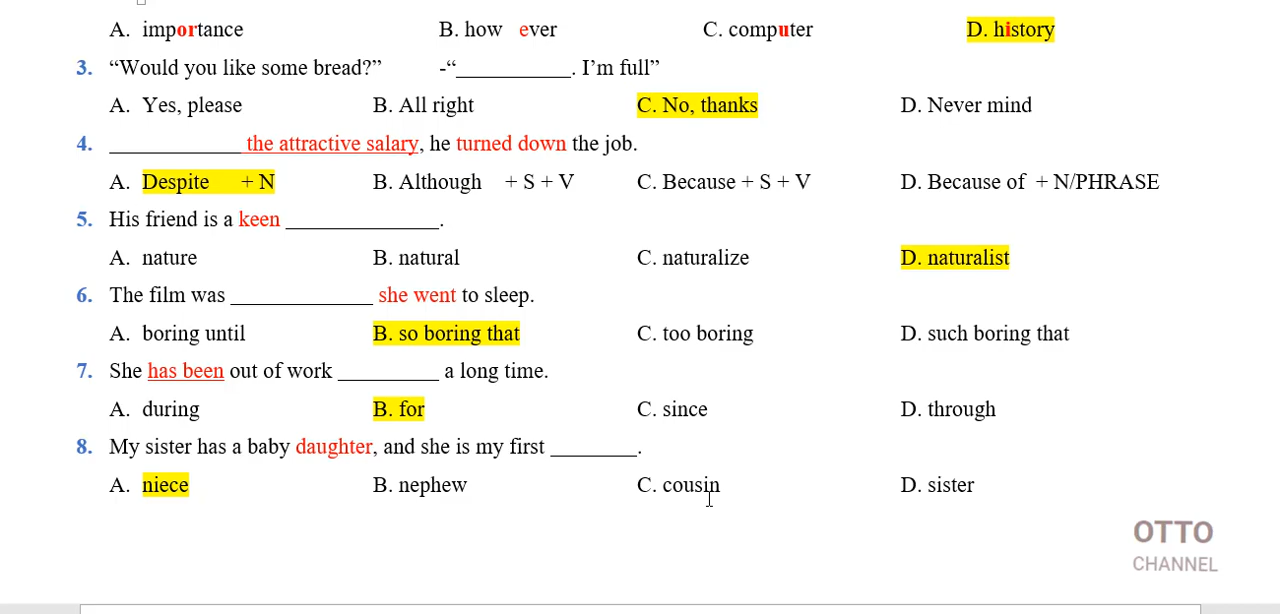 A. importance B. how ever C. computer D. history
3. “Would you like some bread?” -“___________. I’m full”
A. Yes, please B. All right C. No, thanks D. Never mind
4. _____________ the attractive salary, he turned down the job.
A. Despite + N B. Although + S + V C. Because + S + V D. Because of + N/PHRASE
5. His friend is a keen _______________.
A. nature B. natural C. naturalize D. naturalist
6. The film was ______________ she went to sleep.
A. boring until B. so boring that C. too boring D. such boring that
7. She has been out of work __________ a long time.
A. during B. for C. since D. through
8. My sister has a baby daughter, and she is my first ________.
A. niece B. nephew C. cousin D. sister
OTTO
CHANNEL